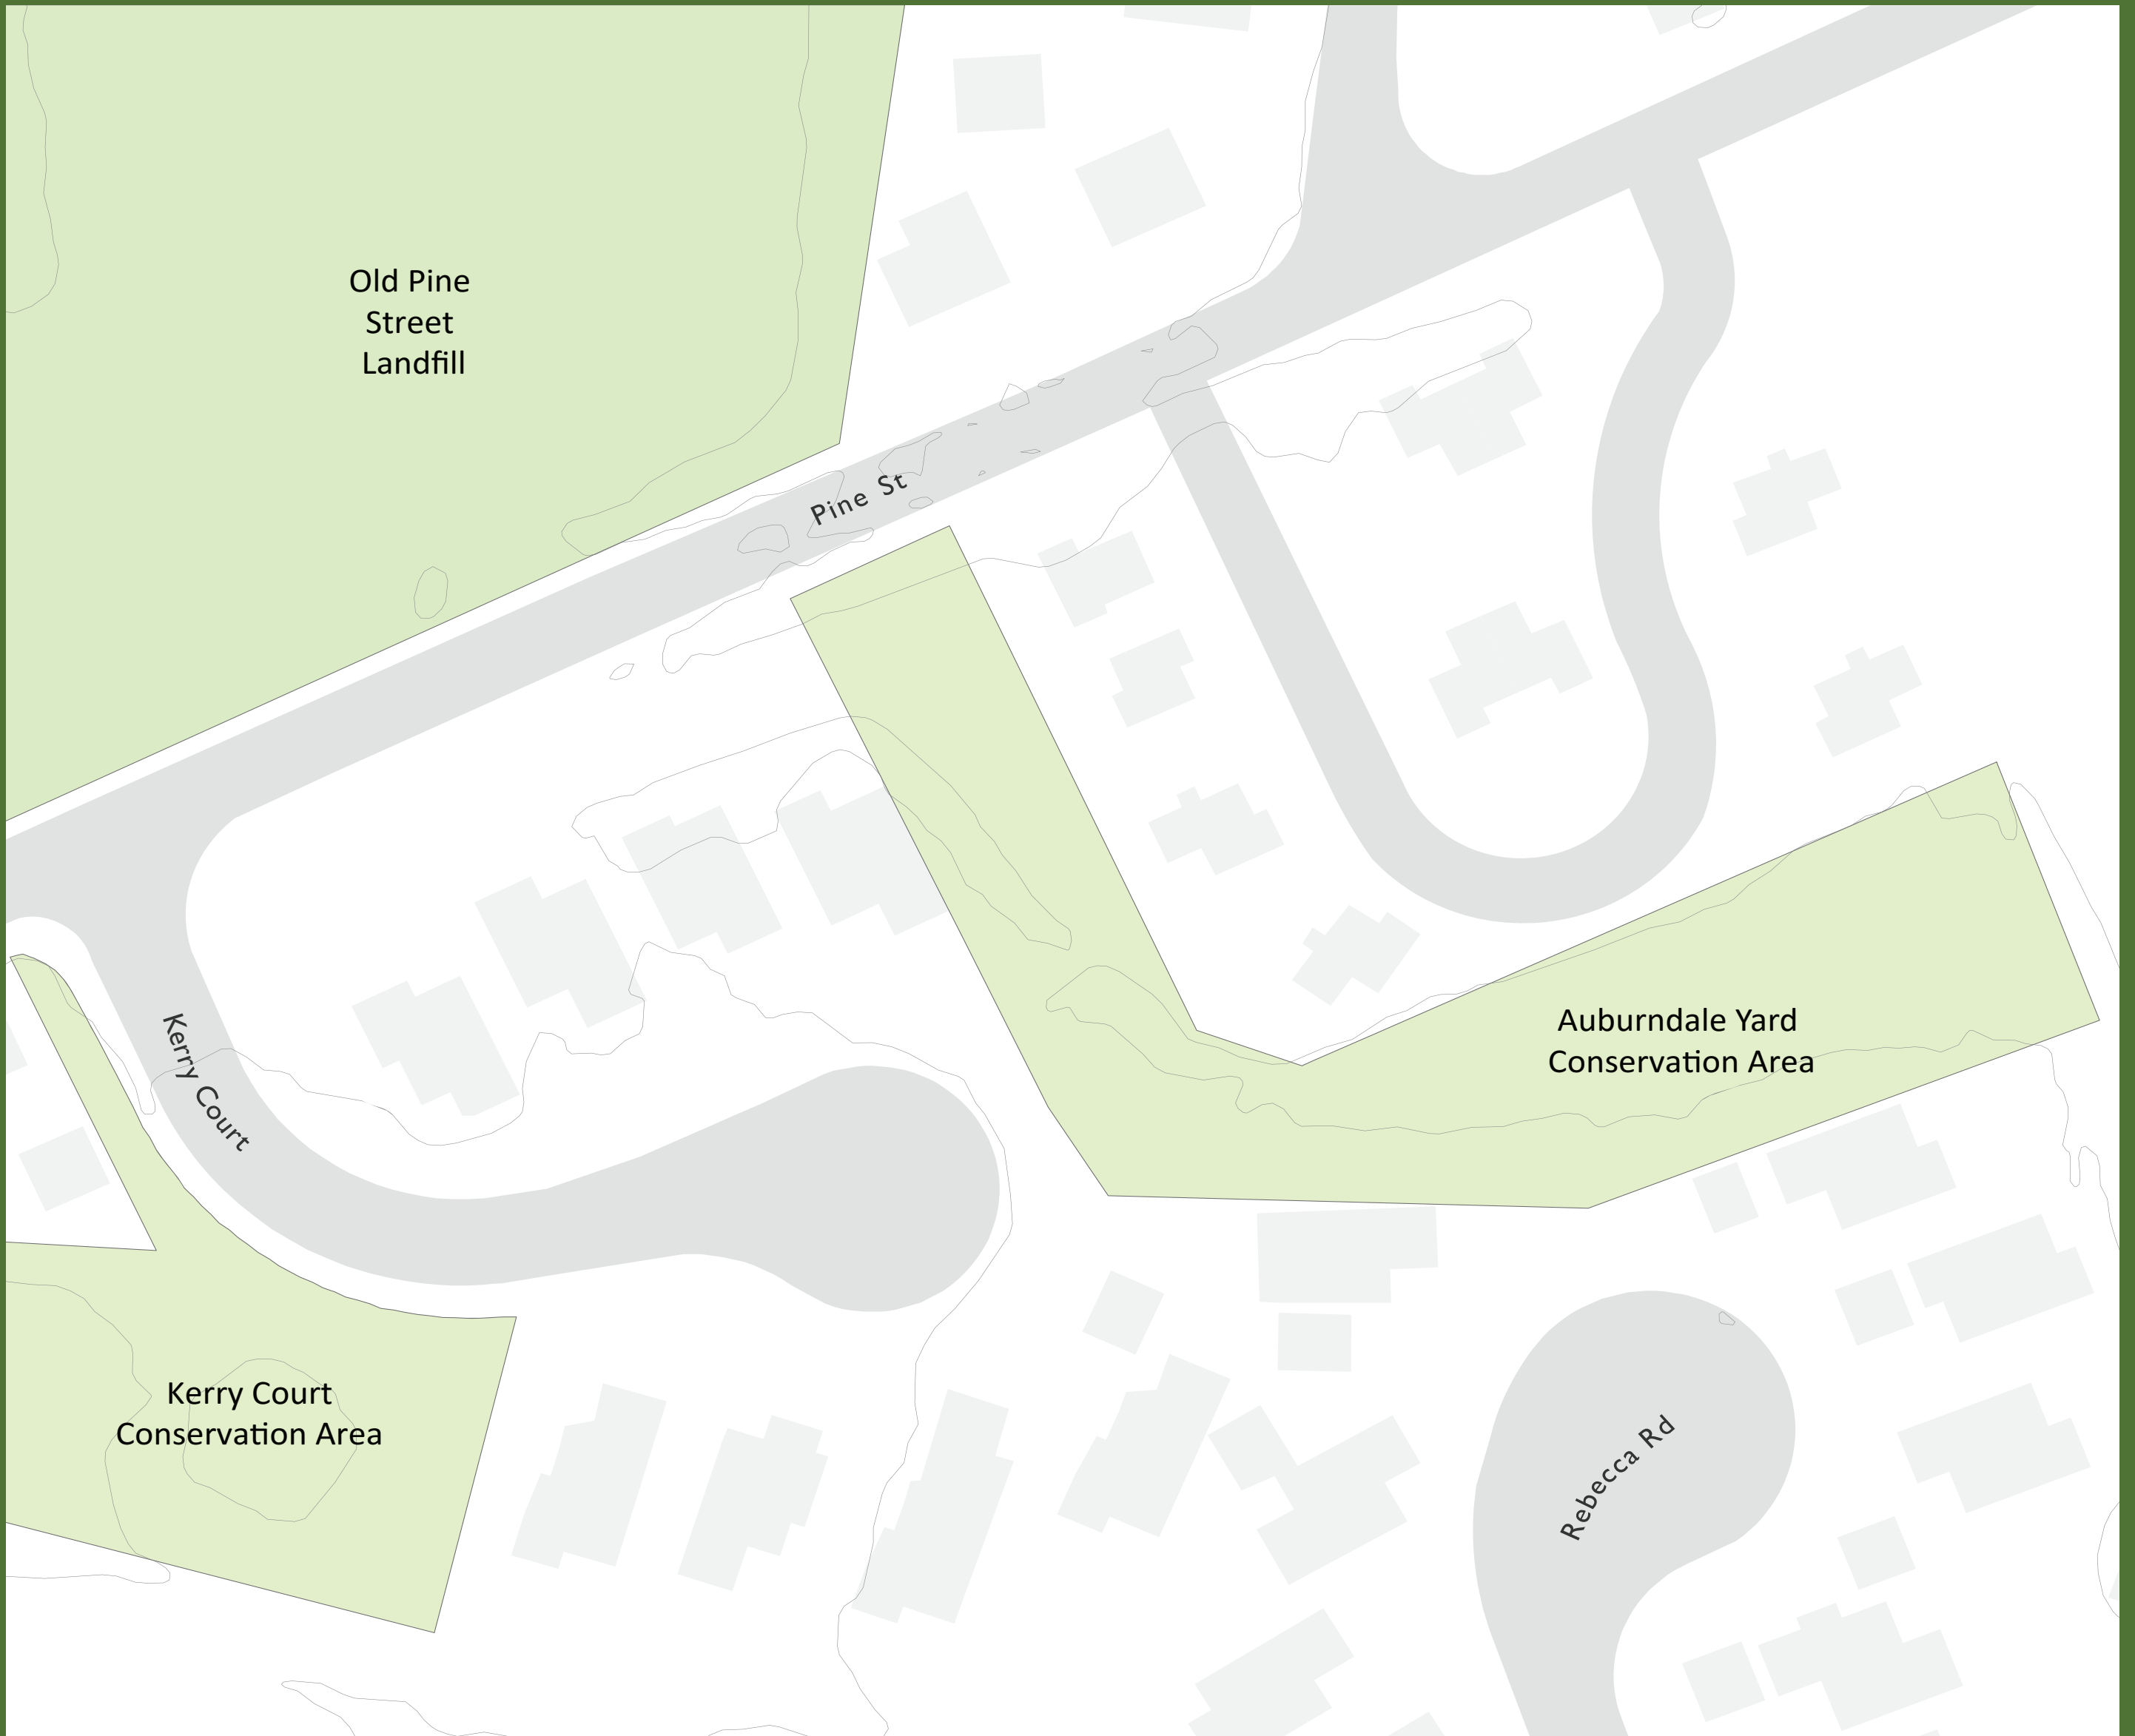 Old Pine
Street
Landfill
Pine St
Auburndale Yard
Conservation Area
Kerry Court
Kerry Court
Conservation Area
Rebecca Rd